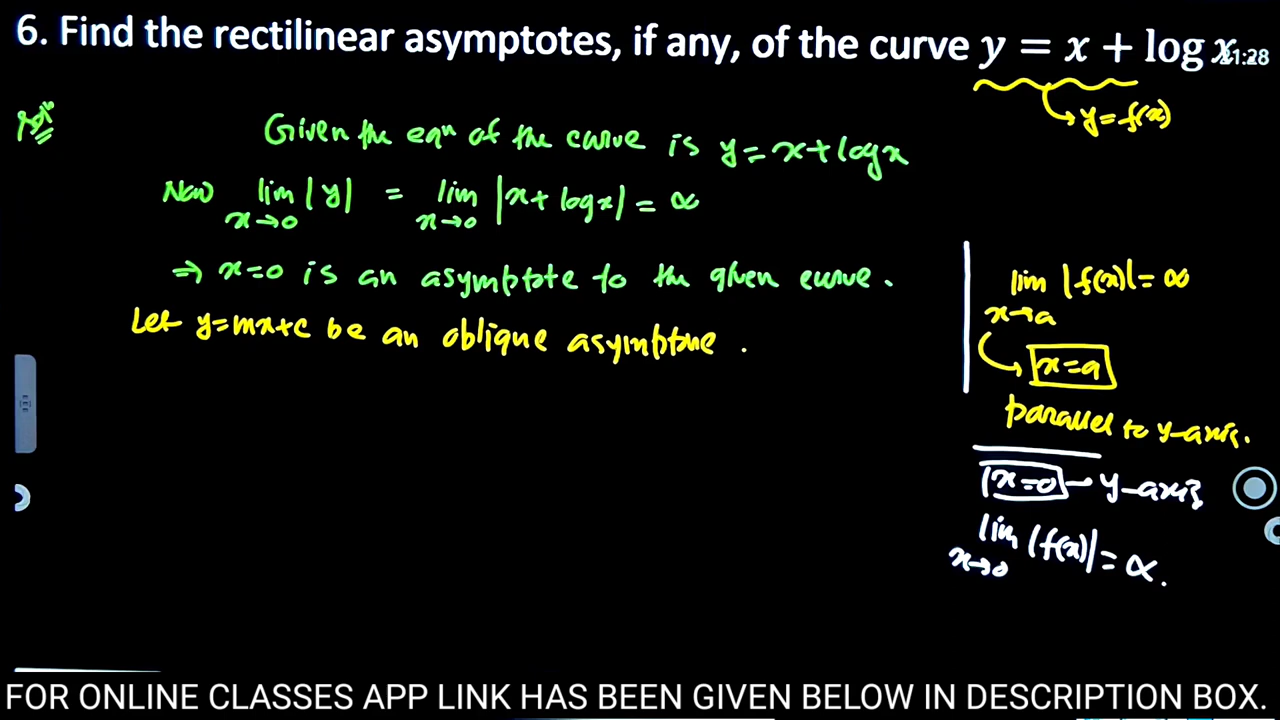 6. Find the rectilinear asymptotes, if any, of the curve y = x + log x
1:28
y = f(x)
Given the eqn of the curve is y = x + log x
Now lim x→0 |y| = lim x→0 |x + log x| = ∞
⇒ x=0 is an asymptote to the given curve.
Let y=mx+c be an oblique asymptote .
lim x→a |f(x)| = ∞
x=a
parallel to y-axis.
x=0 → y-axis
lim x→0 |f(x)| = ∝.
FOR ONLINE CLASSES APP LINK HAS BEEN GIVEN BELOW IN DESCRIPTION BOX.